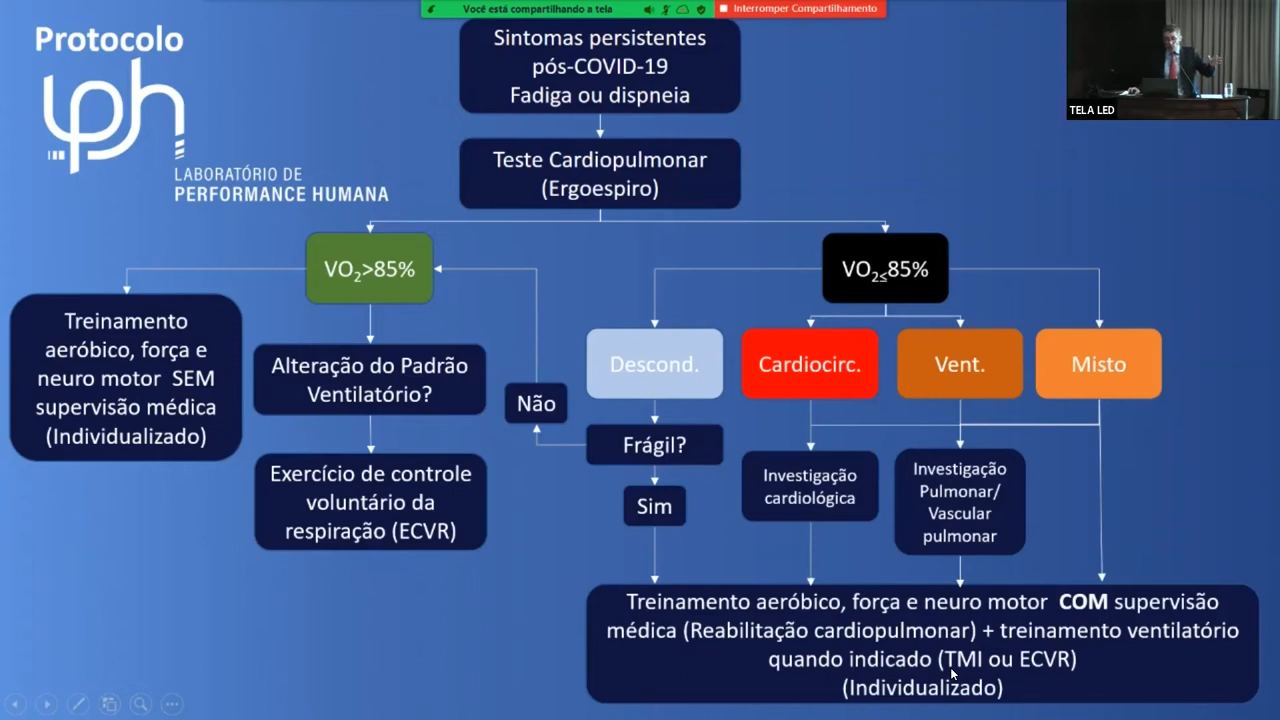 Você está compartilhando a tela
Interromper Compartilhamento
Protocolo
lph
LABORATÓRIO DE
PERFORMANCE HUMANA
TELA LED
Sintomas persistentes
pós-COVID-19
Fadiga ou dispneia
Teste Cardiopulmonar
(Ergoespiro)
VO₂>85%
VO₂≤85%
Treinamento
aeróbico, força e
neuro motor SEM
supervisão médica
(Individualizado)
Alteração do Padrão
Ventilatório?
Exercício de controle
voluntário da
respiração (ECVR)
Não
Descond.
Cardiocirc.
Vent.
Misto
Frágil?
Sim
Investigação
cardiológica
Investigação
Pulmonar/
Vascular
pulmonar
Treinamento aeróbico, força e neuro motor COM supervisão
médica (Reabilitação cardiopulmonar) + treinamento ventilatório
quando indicado (TMI ou ECVR)
(Individualizado)